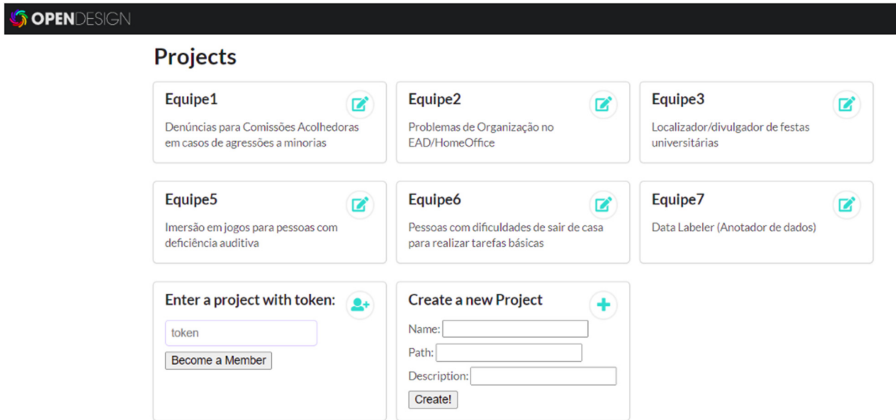 OPENDESIGN
Projects
Equipe1
Denúncias para Comissões Acolhedoras
em casos de agressões a minorias
Equipe2
Problemas de Organização no
EAD/HomeOffice
Equipe3
Localizador/divulgador de festas
universitárias
Equipe5
Imersão em jogos para pessoas com
deficiência auditiva
Equipe6
Pessoas com dificuldades de sair de casa
para realizar tarefas básicas
Equipe7
Data Labeler (Anotador de dados)
Enter a project with token:
token
Become a Member
Create a new Project
Name:
Path:
Description:
Create!